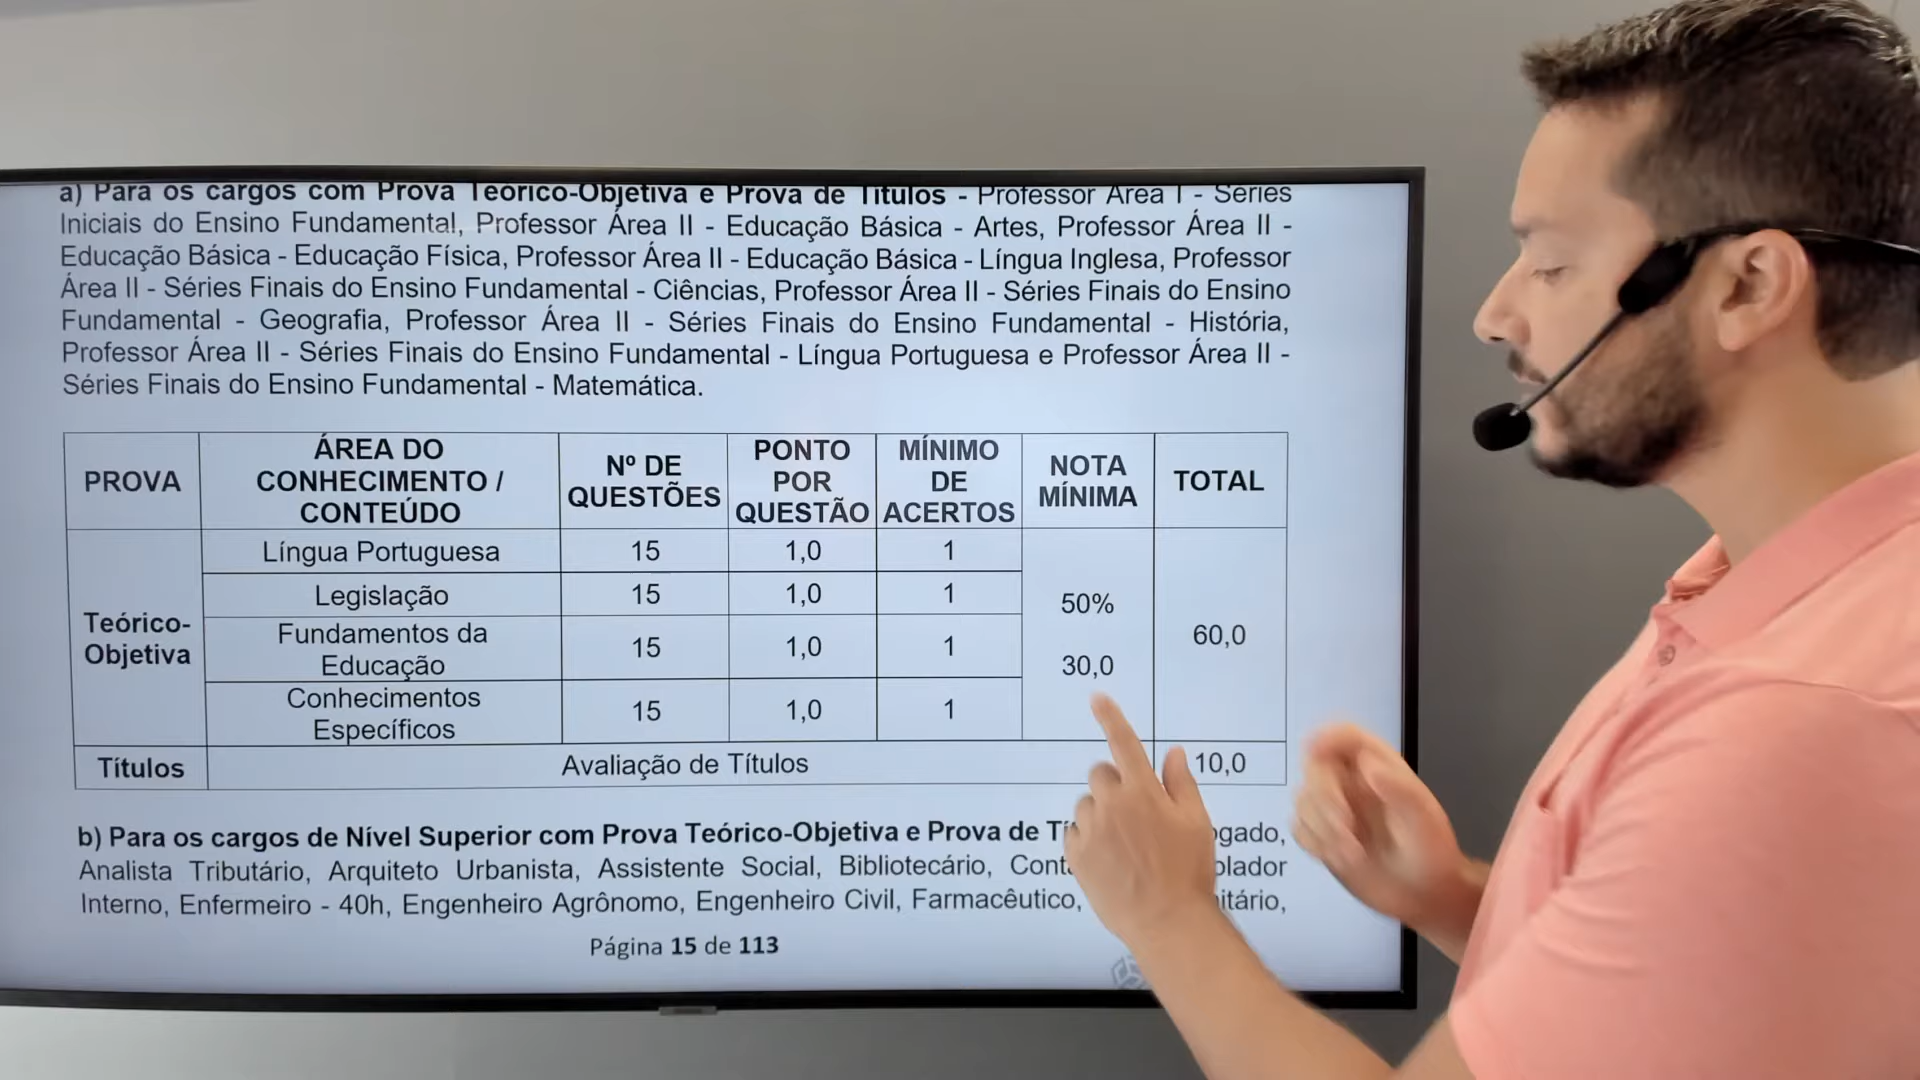 a) Para os cargos com Prova Teórico-Objetiva e Prova de Títulos - Professor Área I - Séries
Iniciais do Ensino Fundamental, Professor Área II - Educação Básica - Artes, Professor Área II -
Educação Básica - Educação Física, Professor Área II - Educação Básica - Língua Inglesa, Professor
Área II - Séries Finais do Ensino Fundamental - Ciências, Professor Área II - Séries Finais do Ensino
Fundamental - Geografia, Professor Área II - Séries Finais do Ensino Fundamental - História,
Professor Área II - Séries Finais do Ensino Fundamental - Língua Portuguesa e Professor Área II -
Séries Finais do Ensino Fundamental - Matemática.
PROVA
ÁREA DO
CONHECIMENTO /
CONTEÚDO
Nº DE
QUESTÕES
PONTO
POR
QUESTÃO
MÍNIMO
DE
ACERTOS
NOTA
MÍNIMA
TOTAL
Teórico-
Objetiva
Língua Portuguesa
15
1,0
1
Legislação
15
1,0
1
Fundamentos da
Educação
15
1,0
1
Conhecimentos
Específicos
15
1,0
1
50%
30,0
60,0
Títulos
Avaliação de Títulos
10,0
b) Para os cargos de Nível Superior com Prova Teórico-Objetiva e Prova de
Analista Tributário, Arquiteto Urbanista, Assistente Social, Bibliotecário,
Interno, Enfermeiro - 40h, Engenheiro Agrônomo, Engenheiro Civil, Farmacêutico,
Página 15 de 113